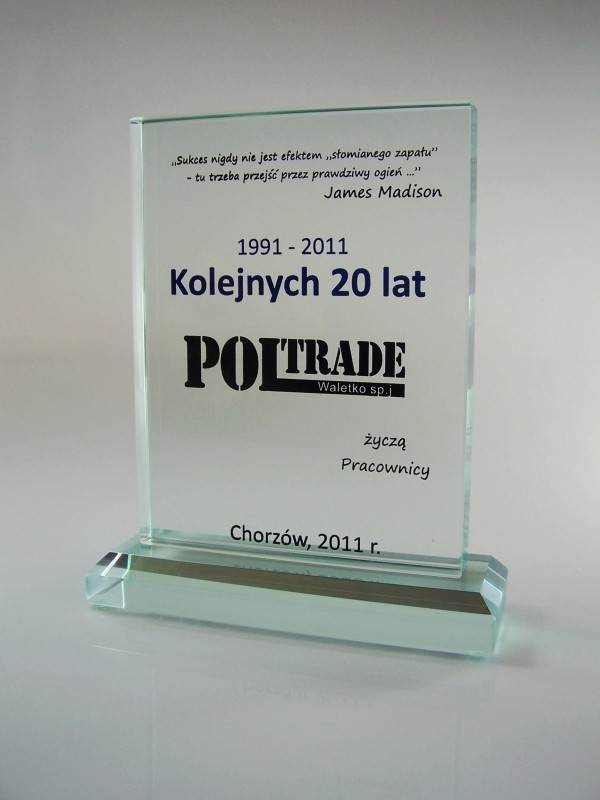 „Sukces nigdy nie jest efektem „słomianego zapału”
- tu trzeba przejść przez prawdziwy ogień ...”
James Madison
1991 - 2011
Kolejnych 20 lat
POLTRADE
Waletko sp.j
życzą
Pracownicy
Chorzów, 2011 r.